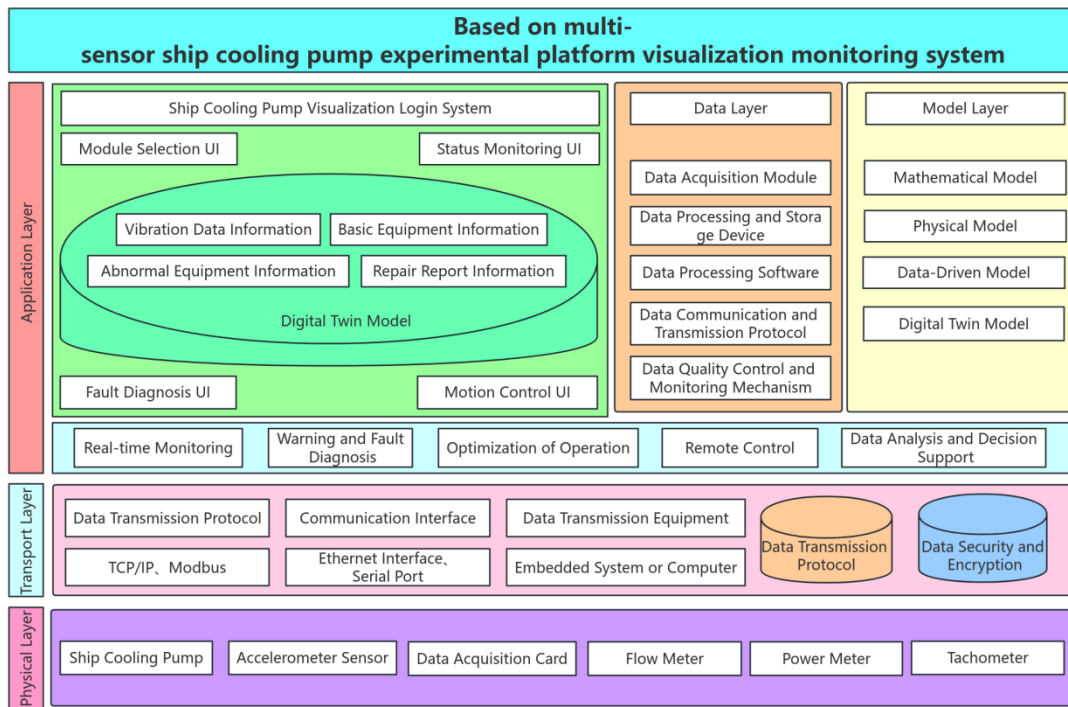 Based on multi-
sensor ship cooling pump experimental platform visualization monitoring system
Application Layer
Ship Cooling Pump Visualization Login System
Module Selection UI
Status Monitoring UI
Vibration Data Information
Basic Equipment Information
Abnormal Equipment Information
Repair Report Information
Digital Twin Model
Fault Diagnosis UI
Motion Control UI
Data Layer
Data Acquisition Module
Data Processing and Stora
ge Device
Data Processing Software
Data Communication and
Transmission Protocol
Data Quality Control and
Monitoring Mechanism
Model Layer
Mathematical Model
Physical Model
Data-Driven Model
Digital Twin Model
Real-time Monitoring
Warning and Fault
Diagnosis
Optimization of Operation
Remote Control
Data Analysis and Decision
Support
Transport Layer
Data Transmission Protocol
Communication Interface
Data Transmission Equipment
TCP/IP、Modbus
Ethernet Interface、
Serial Port
Embedded System or Computer
Data Transmission
Protocol
Data Security and
Encryption
Physical Layer
Ship Cooling Pump
Accelerometer Sensor
Data Acquisition Card
Flow Meter
Power Meter
Tachometer